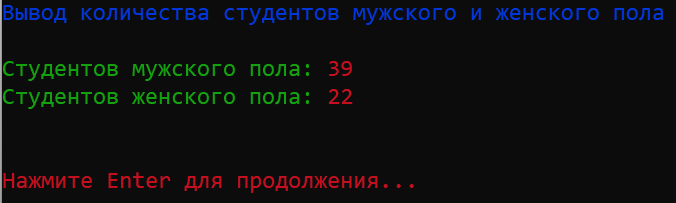 Вывод количества студентов мужского и женского пола
Студентов мужского пола: 39
Студентов женского пола: 22
Нажмите Enter для продолжения...